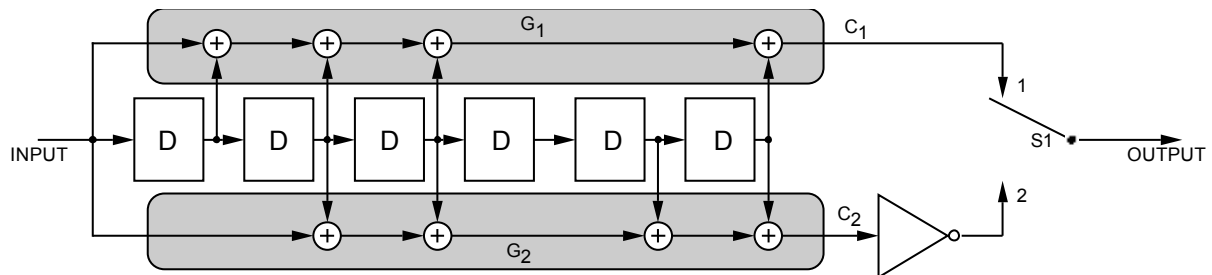 G1
C1
+ + + +
1
D D D D D D
INPUT
S1
OUTPUT
2
+ + + +
G2
C2